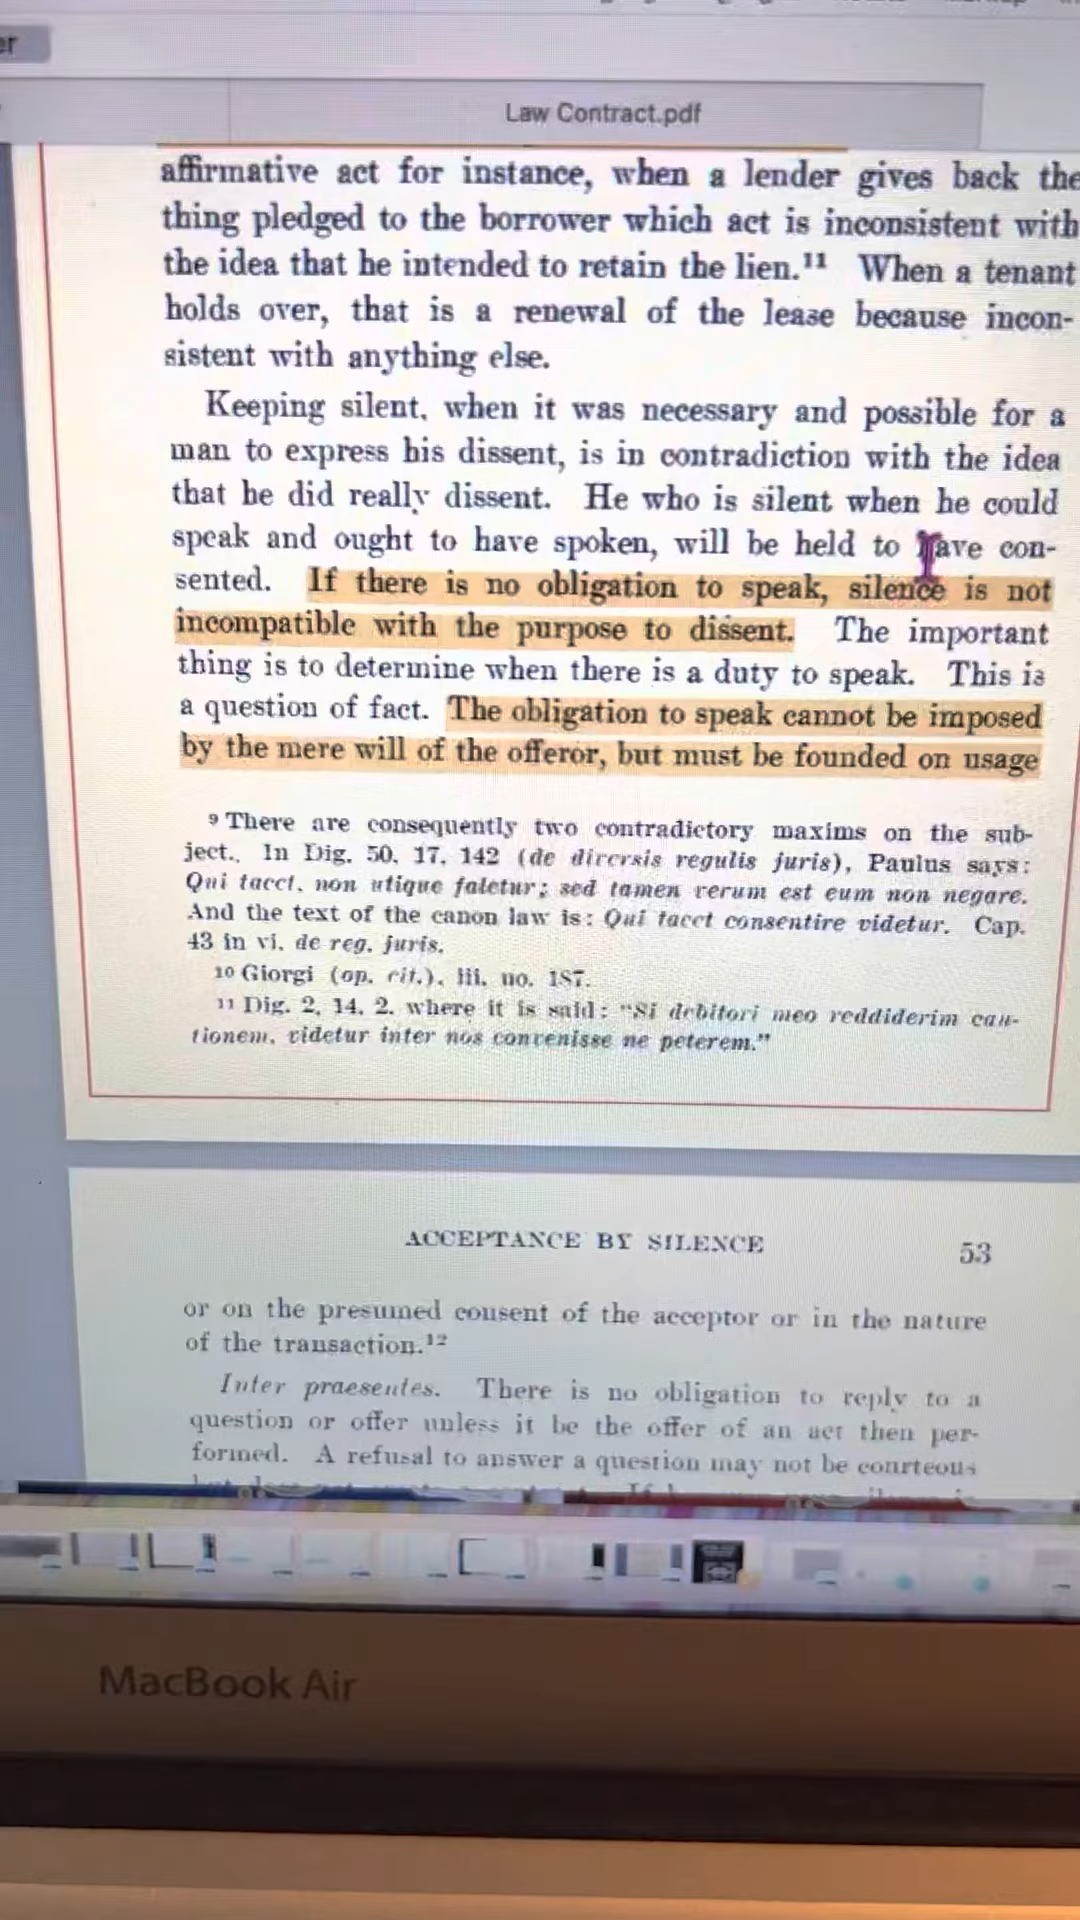 er
Law Contract.pdf
affirmative act for instance, when a lender gives back the
thing pledged to the borrower which act is inconsistent with
the idea that he intended to retain the lien.¹¹ When a tenant
holds over, that is a renewal of the lease because incon-
sistent with anything else.
Keeping silent, when it was necessary and possible for a
man to express his dissent, is in contradiction with the idea
that he did really dissent. He who is silent when he could
speak and ought to have spoken, will be held to have con-
sented. If there is no obligation to speak, silence is not
incompatible with the purpose to dissent. The important
thing is to determine when there is a duty to speak. This is
a question of fact. The obligation to speak cannot be imposed
by the mere will of the offeror, but must be founded on usage
⁹ There are consequently two contradictory maxims on the sub-
ject. In Dig. 50, 17, 142 (de diversis regulis juris), Paulus says:
Qui tacet, non utique fatetur; sed tamen verum est eum non negare.
And the text of the canon law is: Qui tacet consentire videtur. Cap.
43 in vi. de reg. juris.
¹⁰ Giorgi (op. cit.), iii. no. 187.
¹¹ Dig. 2, 14, 2. where it is said: "Si debitori meo reddiderim cau-
tionem, videtur inter nos convenisse ne peterem."
ACCEPTANCE BY SILENCE 53
or on the presumed consent of the acceptor or in the nature
of the transaction.¹²
Inter praesentes. There is no obligation to reply to a
question or offer unless it be the offer of an act then per-
formed. A refusal to answer a question may not be courteous
MacBook Air